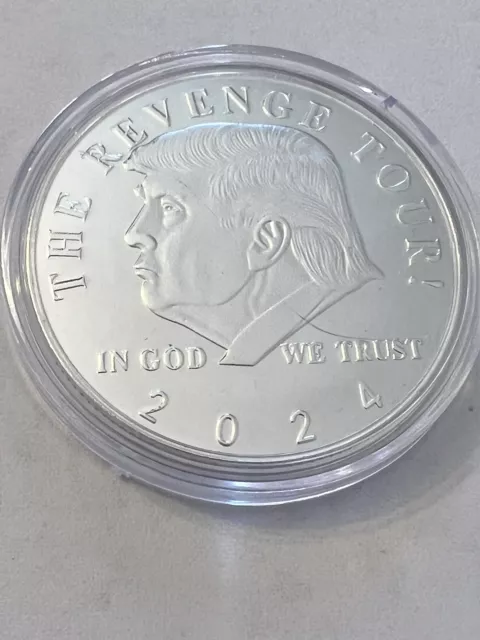 THE REVENGE TOUR!
IN GOD WE TRUST
2024